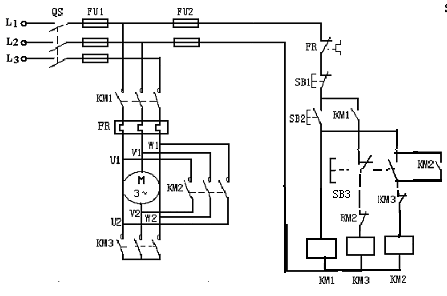 QS FU1 FU2 s
L1
L2
L3
FR
KM1 SB1
SB2 KM1
FR
W1
V1
U1
M
3~
KM2
SB3 KM2
V2
U2 W2
KM2 KM3
KM3
KM1 KM3 KM2